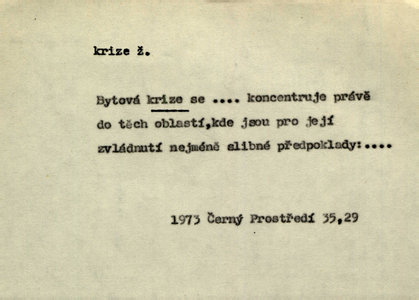 krize ž.
Bytová krize se .... koncentruje právě
do těch oblastí,kde jsou pro její
zvládnutí nejméně slibné předpoklady:....
1973 Černý Prostředí 35,29